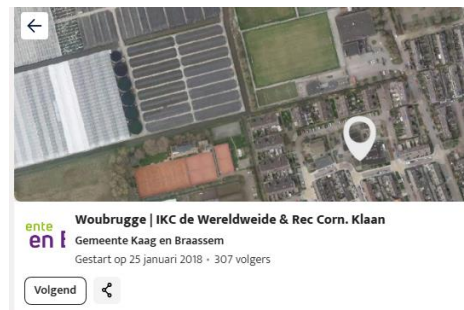 Woubrugge | IKC de Wereldweide & Rec Corn. Klaan
ente
en
Gemeente Kaag en Braassem
Gestart op 25 januari 2018 • 307 volgers
Volgend